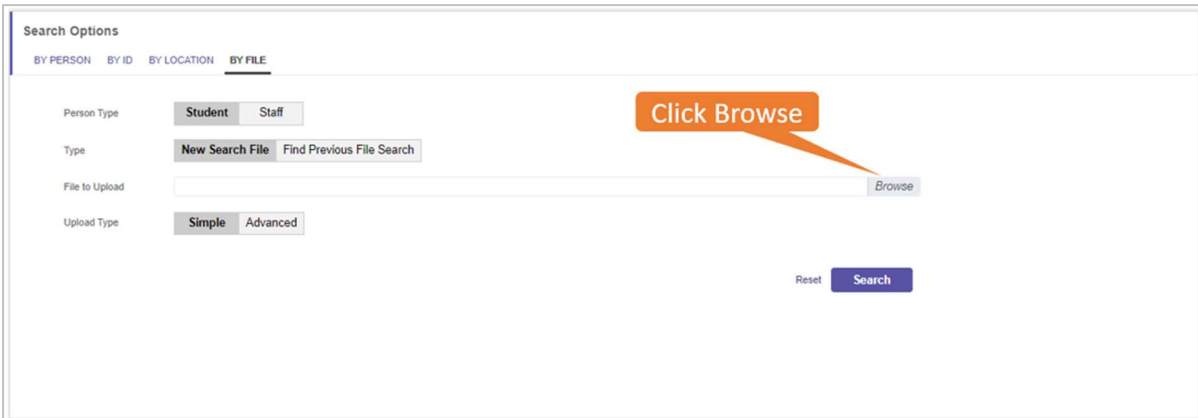 Search Options
BY PERSON BY ID BY LOCATION BY FILE
Click Browse
Person Type Student Staff
Type New Search File Find Previous File Search
File to Upload Browse
Upload Type Simple Advanced
Reset Search